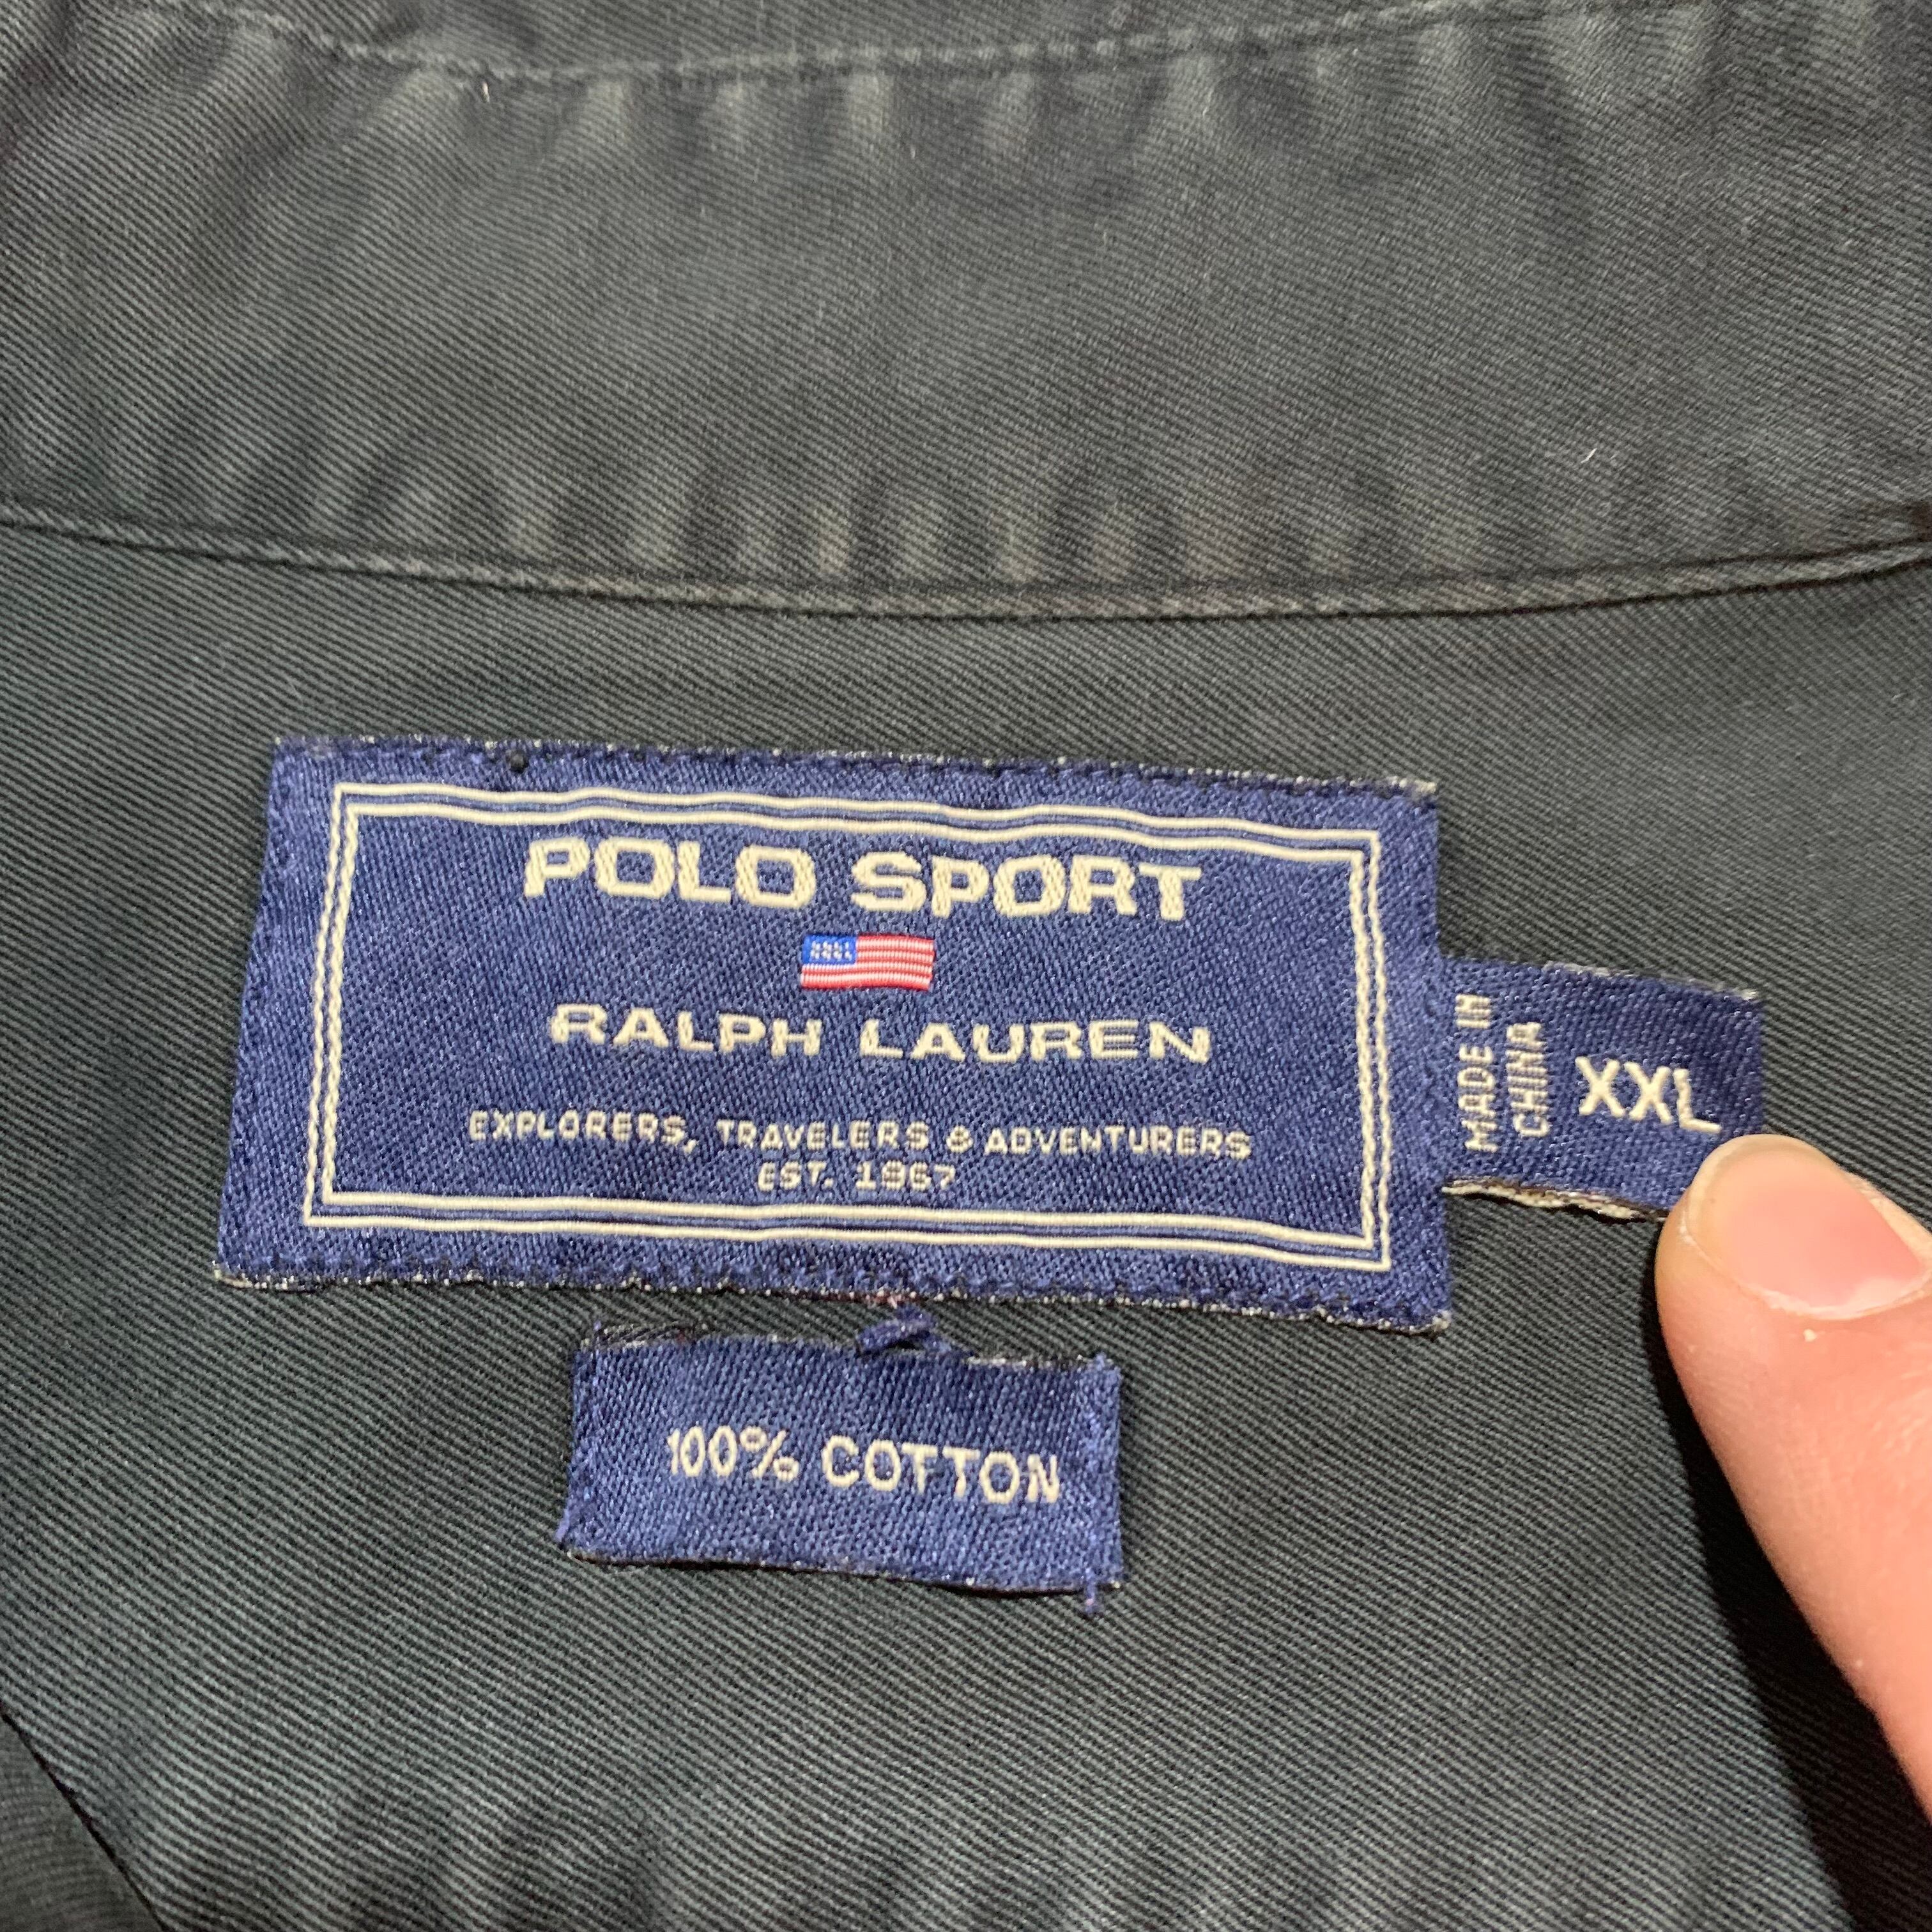 POLO SPORT
RALPH LAUREN
EXPLORERS, TRAVELERS & ADVENTURERS
EST. 1967
MADE IN
CHINA
XXL
100% COTTON